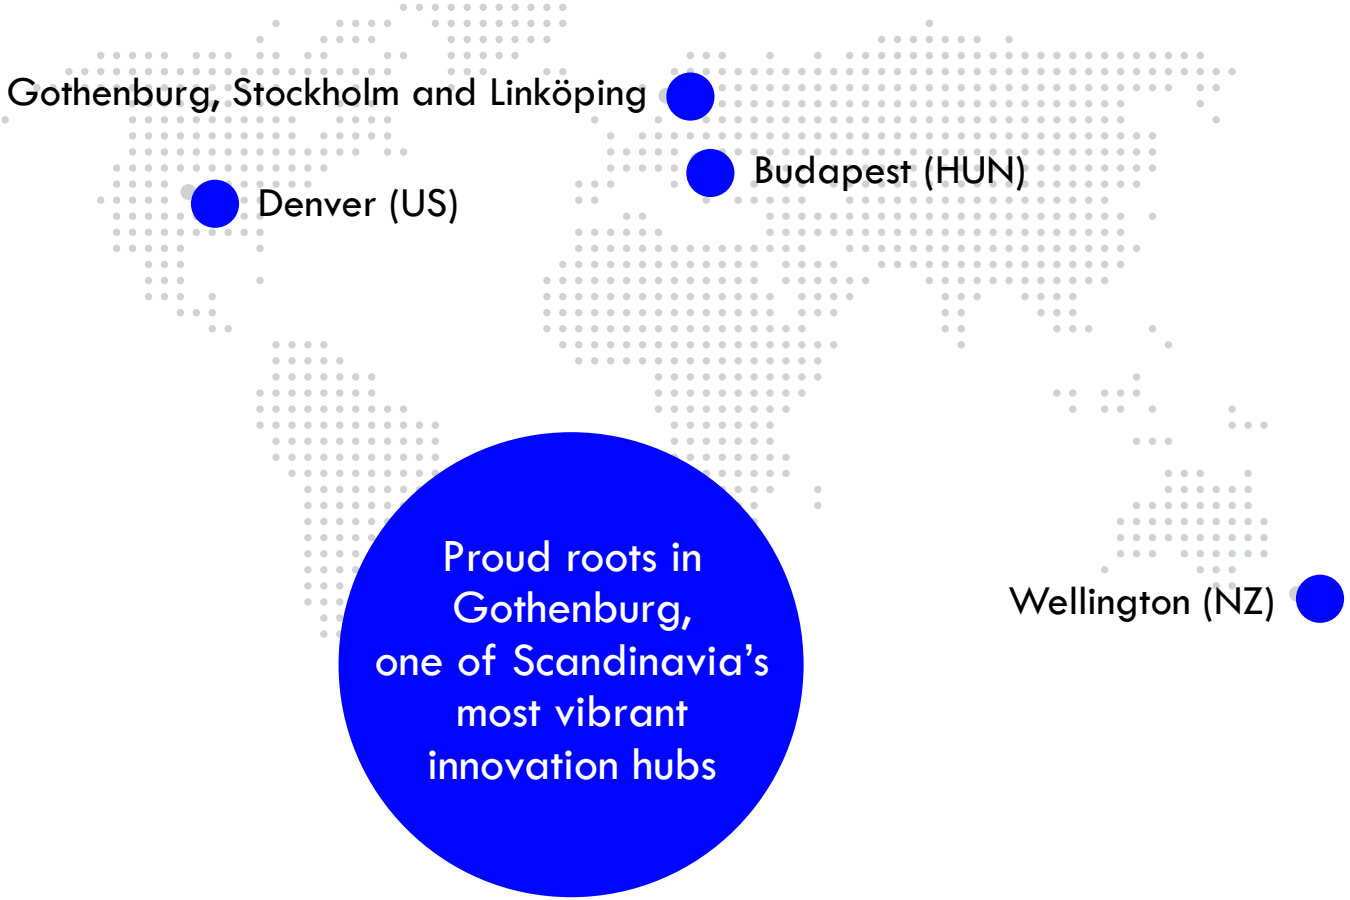 Gothenburg, Stockholm and Linköping
Budapest (HUN)
Denver (US)
Proud roots in
Gothenburg,
one of Scandinavia’s
most vibrant
innovation hubs
Wellington (NZ)